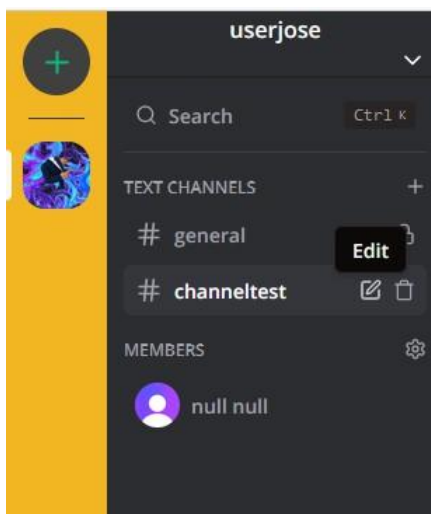 userjose
Search Ctrl K
TEXT CHANNELS +
# general
Edit
# channeltest
MEMBERS
null null